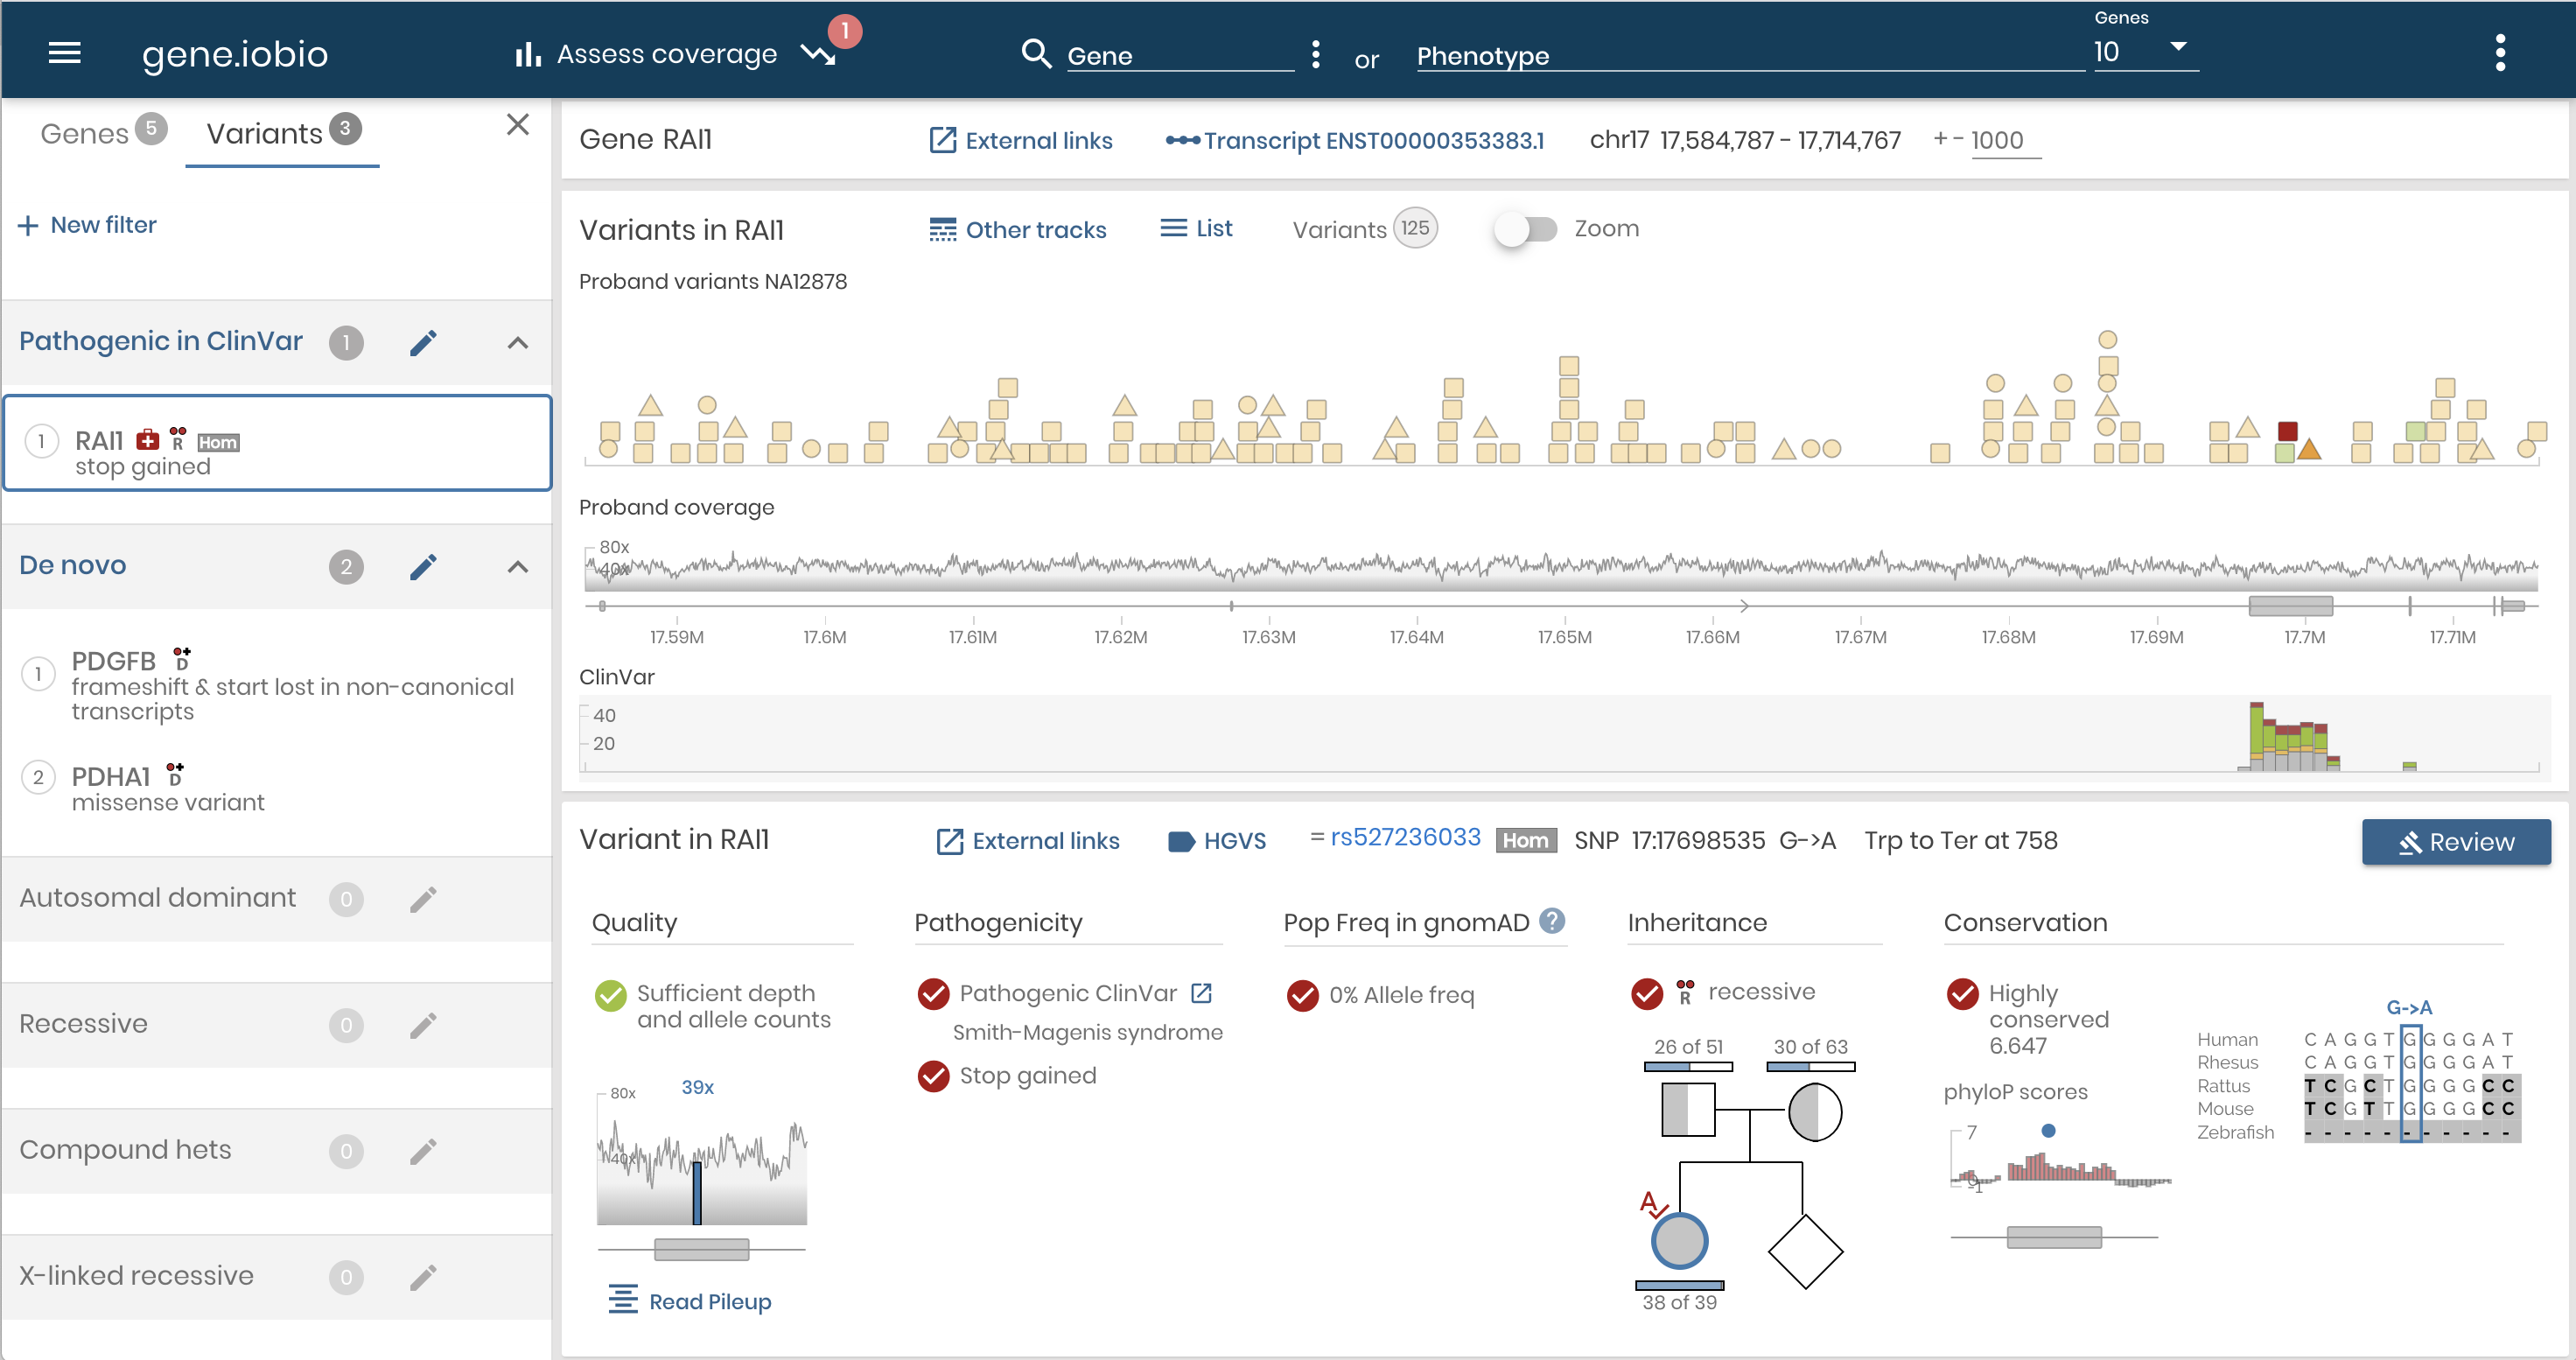 gene.iobio
Assess coverage
1
Gene
or
Phenotype
Genes
10
Genes 5
Variants 3
New filter
Pathogenic in ClinVar 1
1
RAI1 R Hom
stop gained
De novo 2
1
PDGFB D
frameshift & start lost in non-canonical
transcripts
2
PDHA1 D
missense variant
Autosomal dominant 0
Recessive 0
Compound hets 0
X-linked recessive 0
Gene RAI1
External links
Transcript ENST00000353383.1
chr17 17,584,787 - 17,714,767
+ - 1000
Variants in RAI1
Other tracks
List
Variants 125
Zoom
Proband variants NA12878
Proband coverage
80x
40x
17.59M 17.6M 17.61M 17.62M 17.63M 17.64M 17.65M 17.66M 17.67M 17.68M 17.69M 17.7M 17.71M
ClinVar
40
20
Variant in RAI1
External links
HGVS
= rs527236033 Hom SNP 17:17698535 G->A Trp to Ter at 758
Review
Quality
Sufficient depth
and allele counts
39x
80x
40x
Read Pileup
Pathogenicity
Pathogenic ClinVar
Smith-Magenis syndrome
Stop gained
Pop Freq in gnomAD ?
0% Allele freq
Inheritance
R recessive
26 of 51 30 of 63
A
38 of 39
Conservation
Highly
conserved
6.647
phyloP scores
7
0
-1
G->A
Human C A G G T G G G G A T
Rhesus C A G G T G G G G A T
Rattus T C G C T G G G G C C
Mouse T C G T T G G G G C C
Zebrafish - - - - - - - - - - -